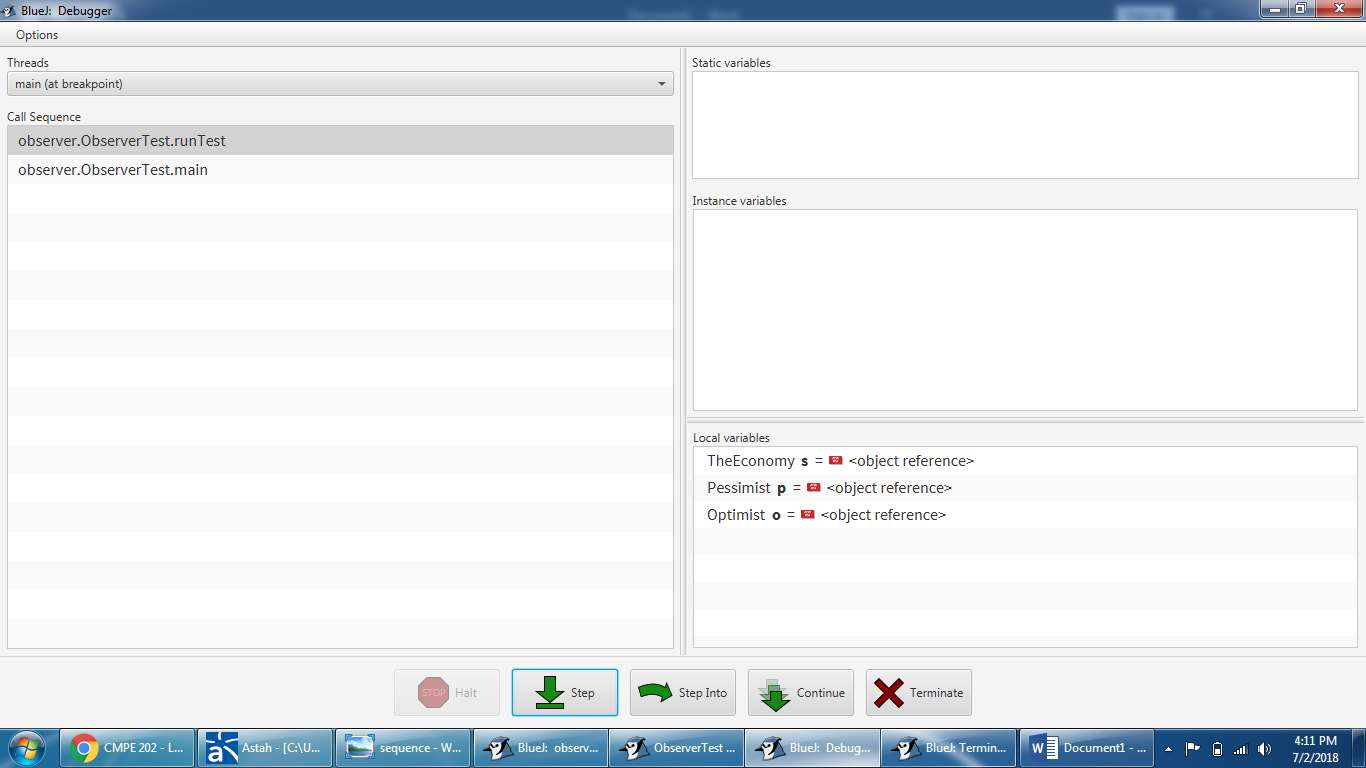 BlueJ: Debugger
Options
Threads
main (at breakpoint)
Call Sequence
observer.ObserverTest.runTest
observer.ObserverTest.main
Static variables
Instance variables
Local variables
TheEconomy s = <object reference>
Pessimist p = <object reference>
Optimist o = <object reference>
STOP Halt
Step
Step Into
Continue
Terminate
CMPE 202 - L...
Astah - [C:\U...
sequence - W...
BlueJ: observ...
ObserverTest ...
BlueJ: Debug...
BlueJ: Termin...
Document1 - ...
4:11 PM
7/2/2018